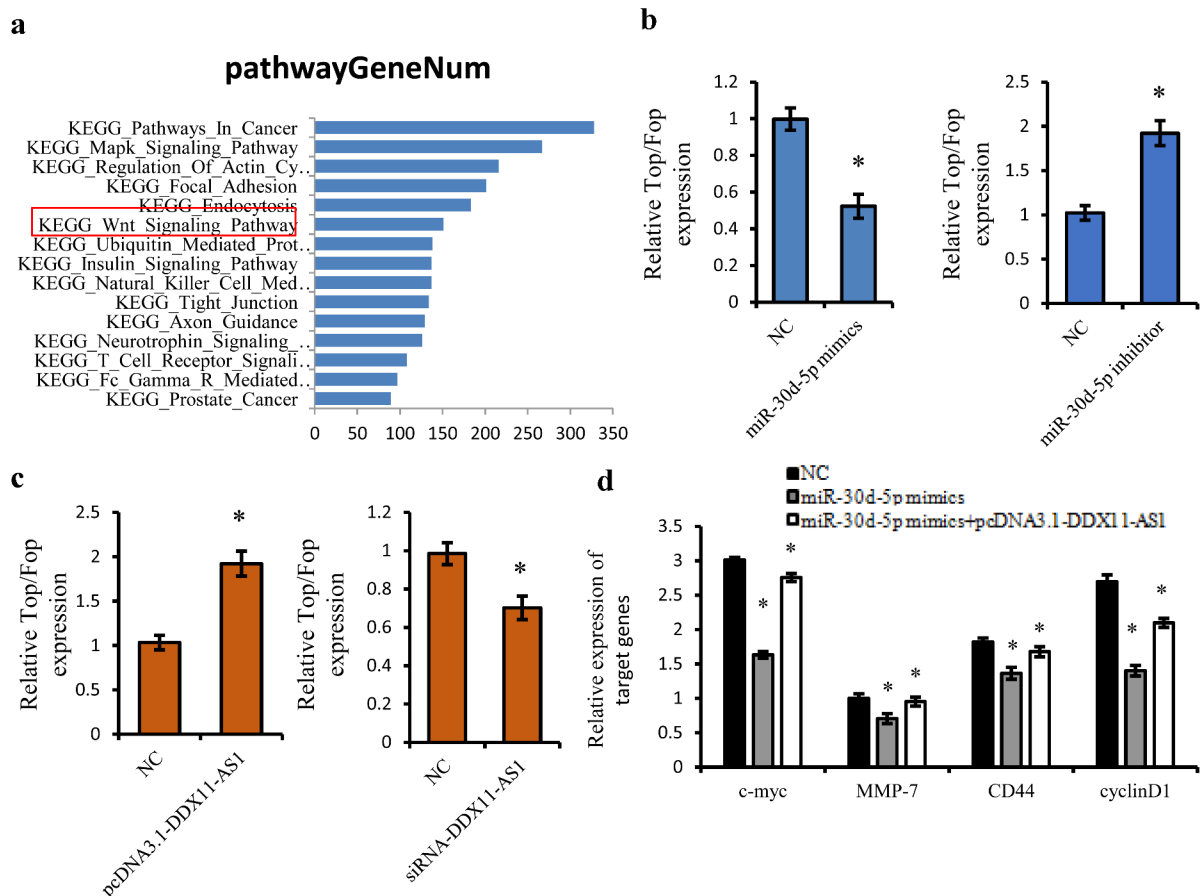 a
pathwayGeneNum
KEGG_Pathways_In_Cancer
KEGG_Mapk_Signaling_Pathway
KEGG_Regulation_Of_Actin_Cy..
KEGG_Focal_Adhesion
KEGG_Endocytosis
KEGG_Wnt_Signaling_Pathway
KEGG_Ubiquitin_Mediated_Prot..
KEGG_Insulin_Signaling_Pathway
KEGG_Natural_Killer_Cell_Med..
KEGG_Tight_Junction
KEGG_Axon_Guidance
KEGG_Neurotrophin_Signaling_..
KEGG_T_Cell_Receptor_Signali..
KEGG_Fc_Gamma_R_Mediated..
KEGG_Prostate_Cancer
0 50 100 150 200 250 300 350
b
Relative Top/Fop
expression
1.2
1
0.8
0.6
0.4
0.2
0
*
NC
miR-30d-5p mimics
Relative Top/Fop
expression
2.5
2
1.5
1
0.5
0
*
NC
miR-30d-5p inhibitor
c
Relative Top/Fop
expression
2.5
2
1.5
1
0.5
0
*
NC
pcDNA3.1-DDX11-AS1
Relative Top/Fop
expression
1.2
1
0.8
0.6
0.4
0.2
0
*
NC
siRNA-DDX11-AS1
d
NC
miR-30d-5p mimics
miR-30d-5p mimics+pcDNA3.1-DDX11-AS1
Relative expression of
target genes
3.5
3
2.5
2
1.5
1
0.5
0
* * * * * * * *
c-myc MMP-7 CD44 cyclinD1